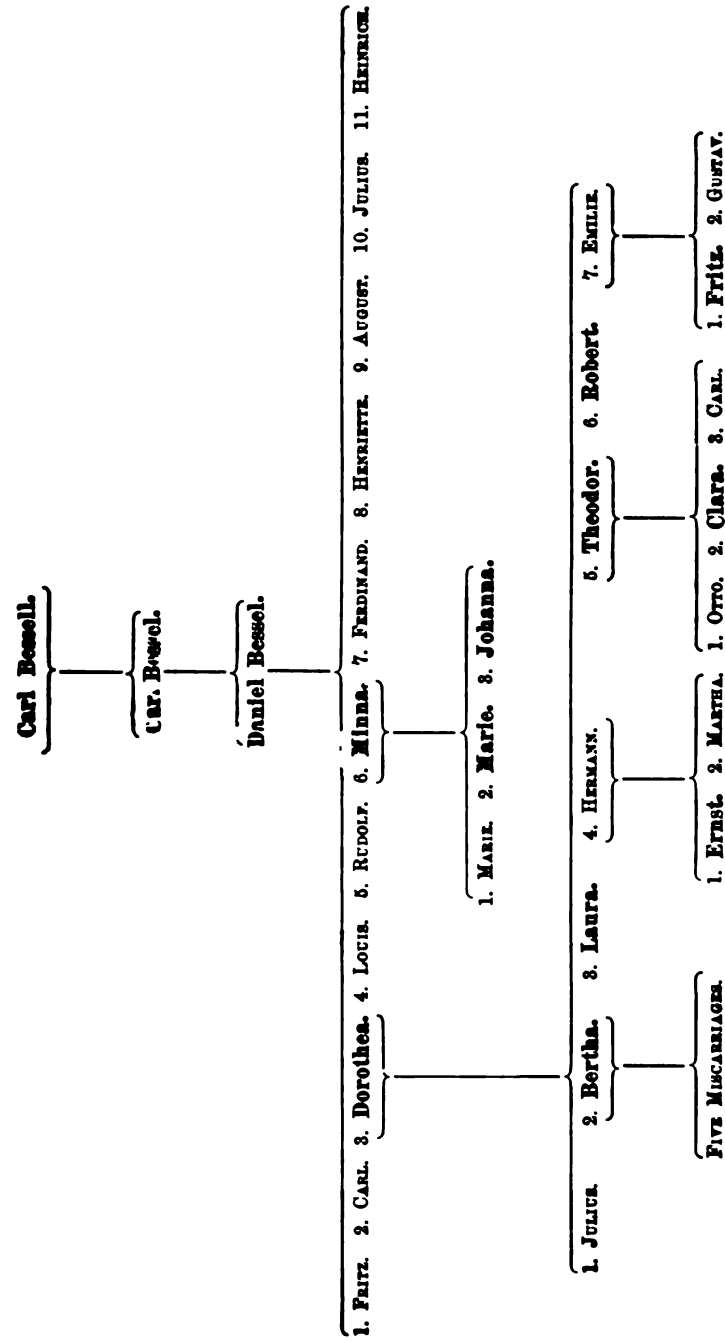 Carl Bessell.
Car. Bessel.
Daniel Bessel.
1. FRITZ. 2. CARL. 3. Dorothea. 4. LOUIS. 5. RUDOLF. 6. Minna. 7. FERDINAND. 8. HENRIETTE. 9. AUGUST. 10. JULIUS. 11. HEINRICH.
1. MARIE. 2. Marie. 3. Johanna.
1. JULIUS. 2. Bertha. 3. Laura. 4. HERMANN. 5. Theodor. 6. Robert. 7. EMILIE.
FIVE MISCARRIAGES. 1. Ernst. 2. MARTHA. 1. OTTO. 2. Clara. 3. CARL. 1. Fritz. 2. GUSTAV.